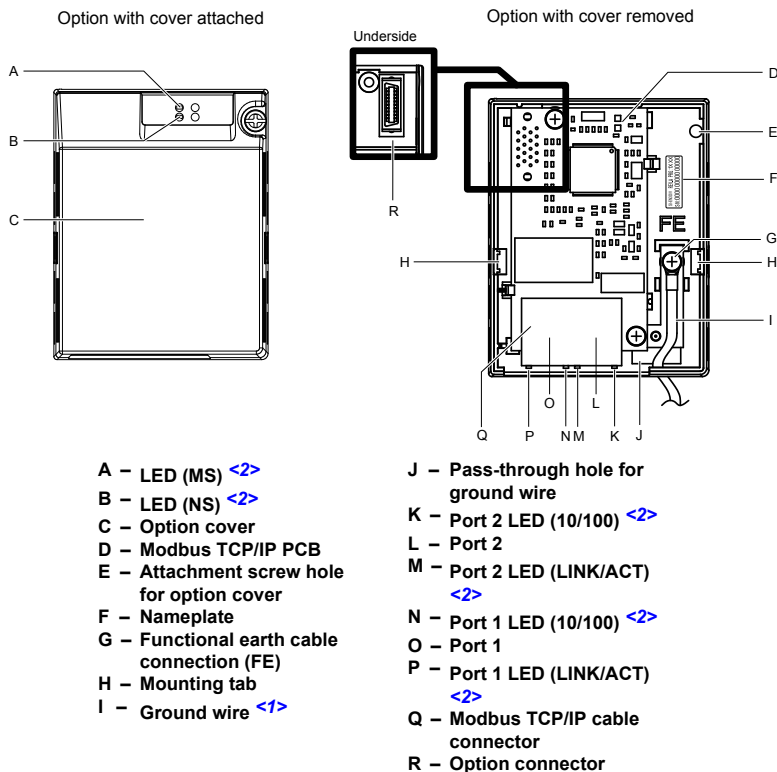 Option with cover attached
Option with cover removed
Underside
A
B
C
D
E
F
G
H
H
I
R
FE
O
L
Q
P
N
M
K
J
A – LED (MS) <2>
B – LED (NS) <2>
C – Option cover
D – Modbus TCP/IP PCB
E – Attachment screw hole
for option cover
F – Nameplate
G – Functional earth cable
connection (FE)
H – Mounting tab
I – Ground wire <1>
J – Pass-through hole for
ground wire
K – Port 2 LED (10/100) <2>
L – Port 2
M – Port 2 LED (LINK/ACT)
<2>
N – Port 1 LED (10/100) <2>
O – Port 1
P – Port 1 LED (LINK/ACT)
<2>
Q – Modbus TCP/IP cable
connector
R – Option connector